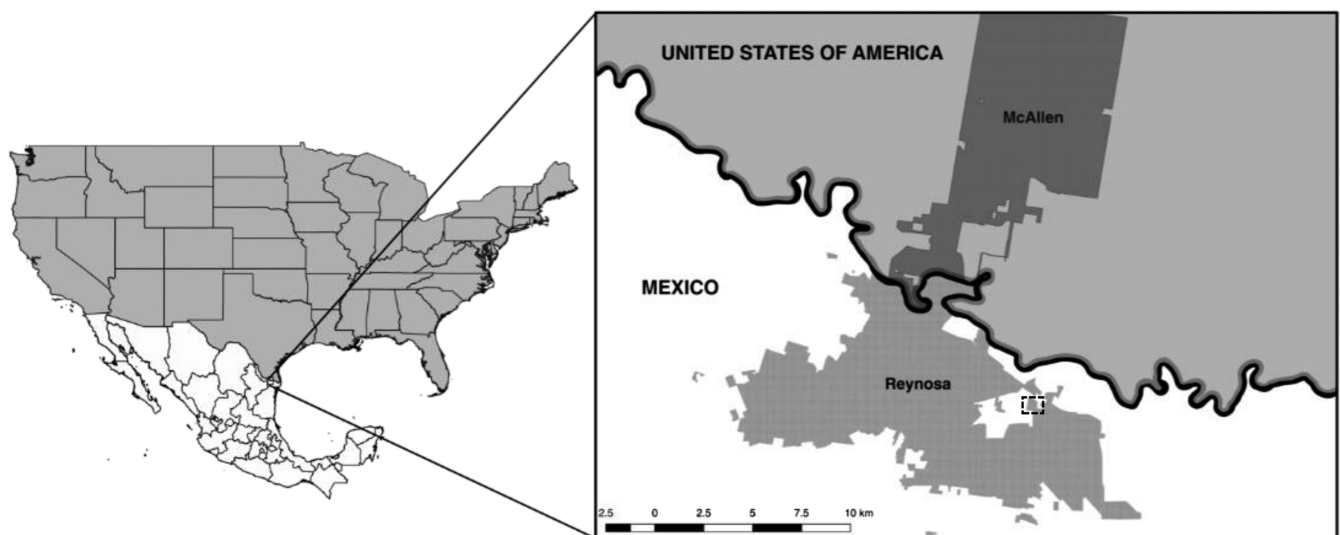 UNITED STATES OF AMERICA
McAllen
MEXICO
Reynosa
2.5 0 2.5 5 7.5 10 km